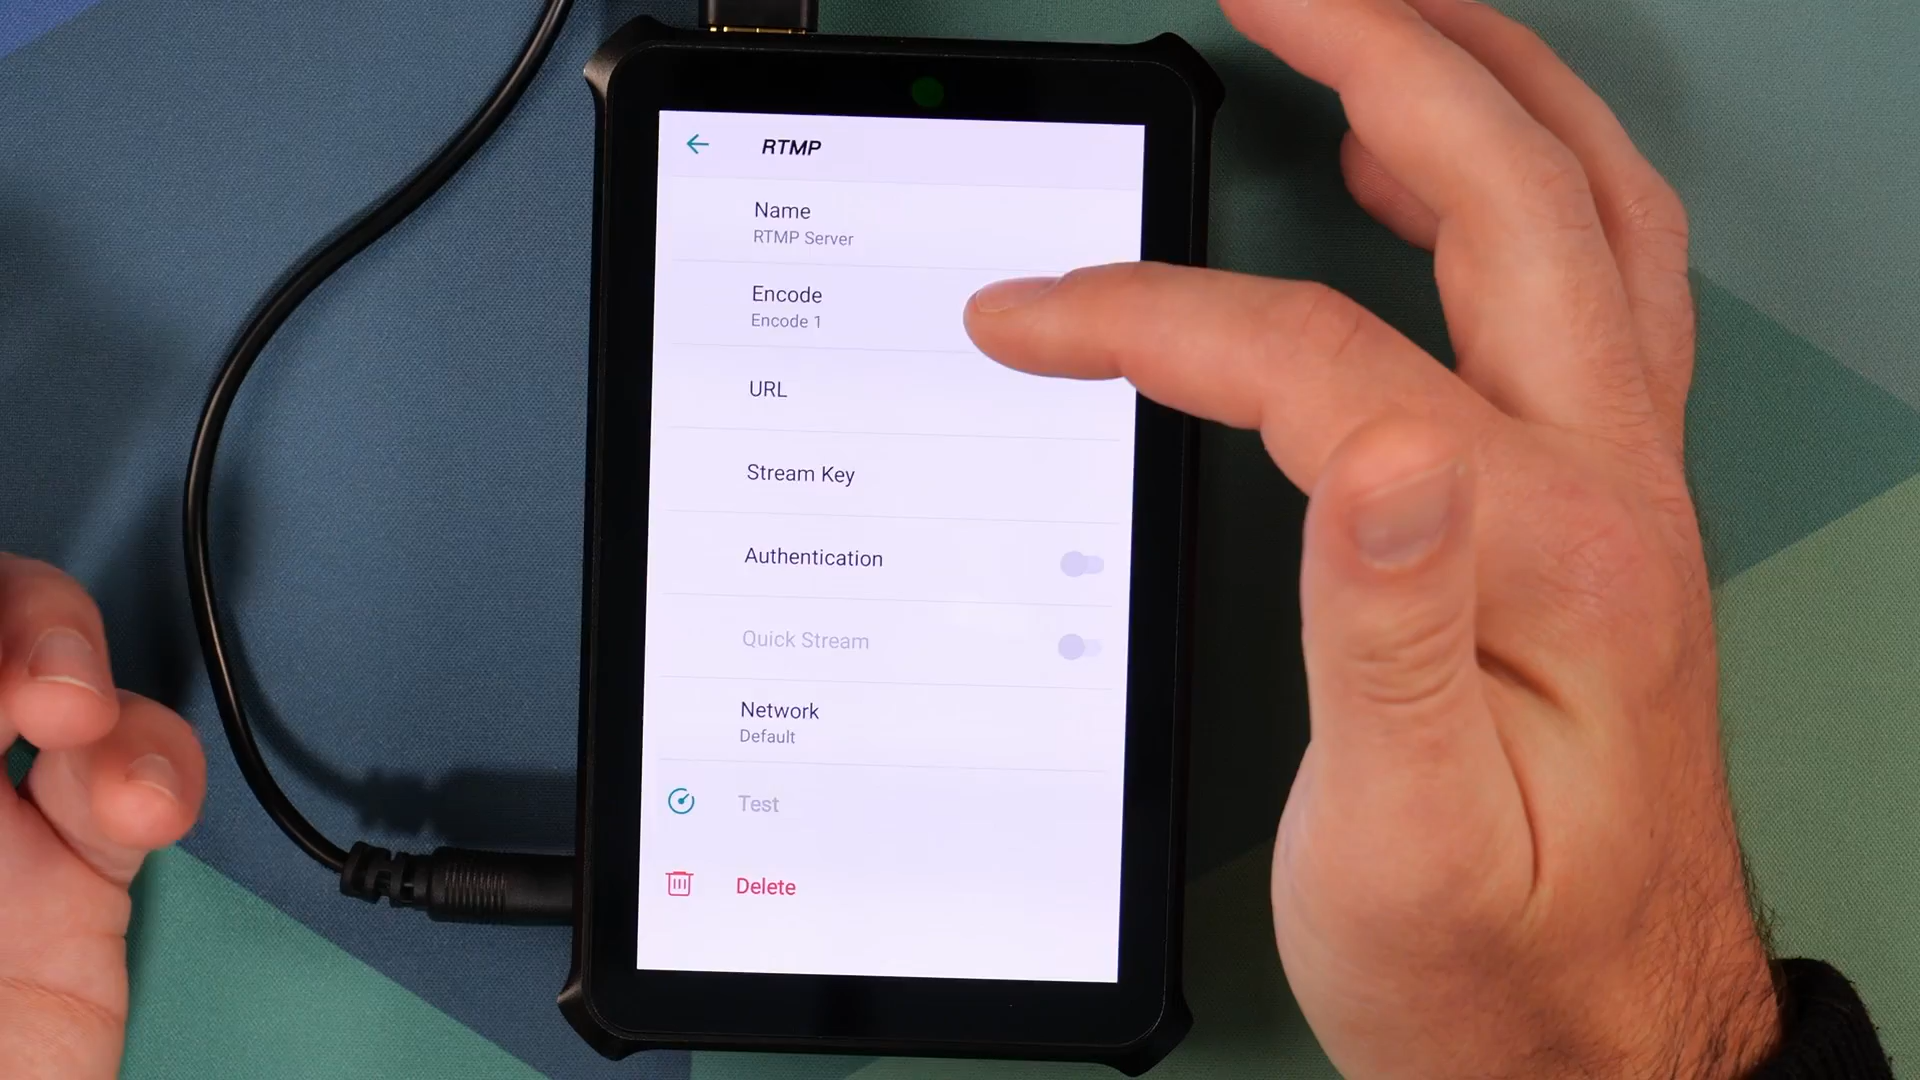 RTMP
Name
RTMP Server
Encode
Encode 1
URL
Stream Key
Authentication
Quick Stream
Network
Default
Test
Delete